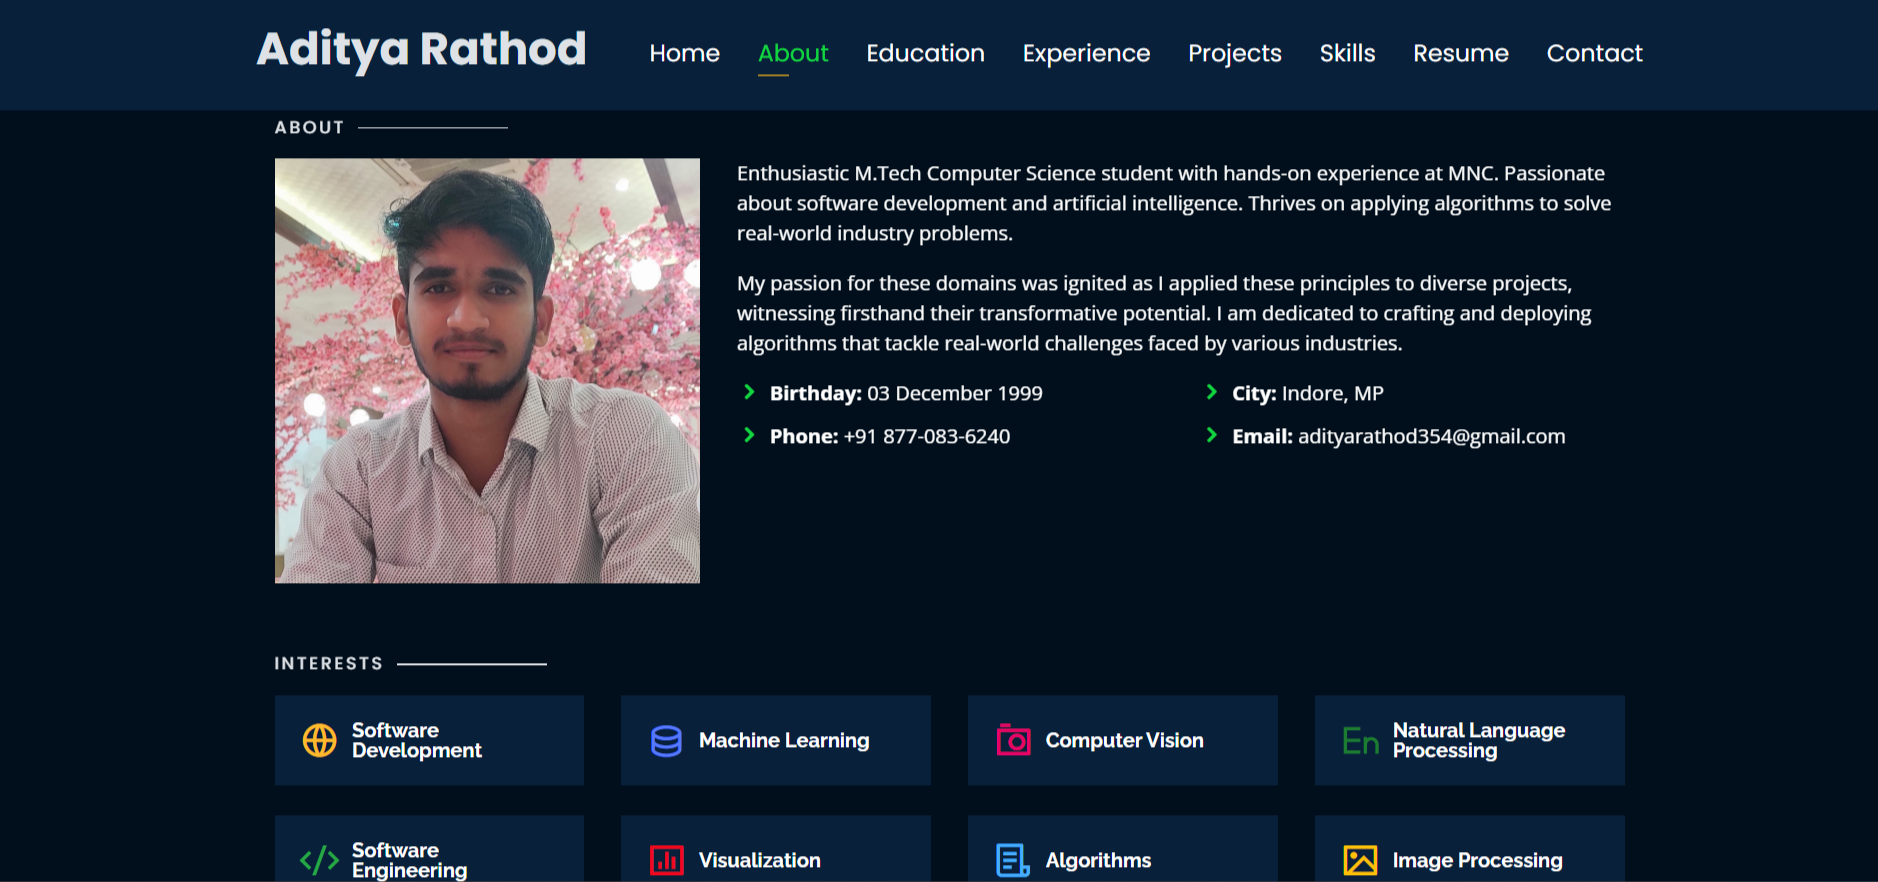 Aditya Rathod
Home About Education Experience Projects Skills Resume Contact
ABOUT
Enthusiastic M.Tech Computer Science student with hands-on experience at MNC. Passionate
about software development and artificial intelligence. Thrives on applying algorithms to solve
real-world industry problems.
My passion for these domains was ignited as I applied these principles to diverse projects,
witnessing firsthand their transformative potential. I am dedicated to crafting and deploying
algorithms that tackle real-world challenges faced by various industries.
Birthday: 03 December 1999
City: Indore, MP
Phone: +91 877-083-6240
Email: adityarathod354@gmail.com
INTERESTS
Software
Development
Machine Learning
Computer Vision
En
Natural Language
Processing
</>
Software
Engineering
Visualization
Algorithms
Image Processing